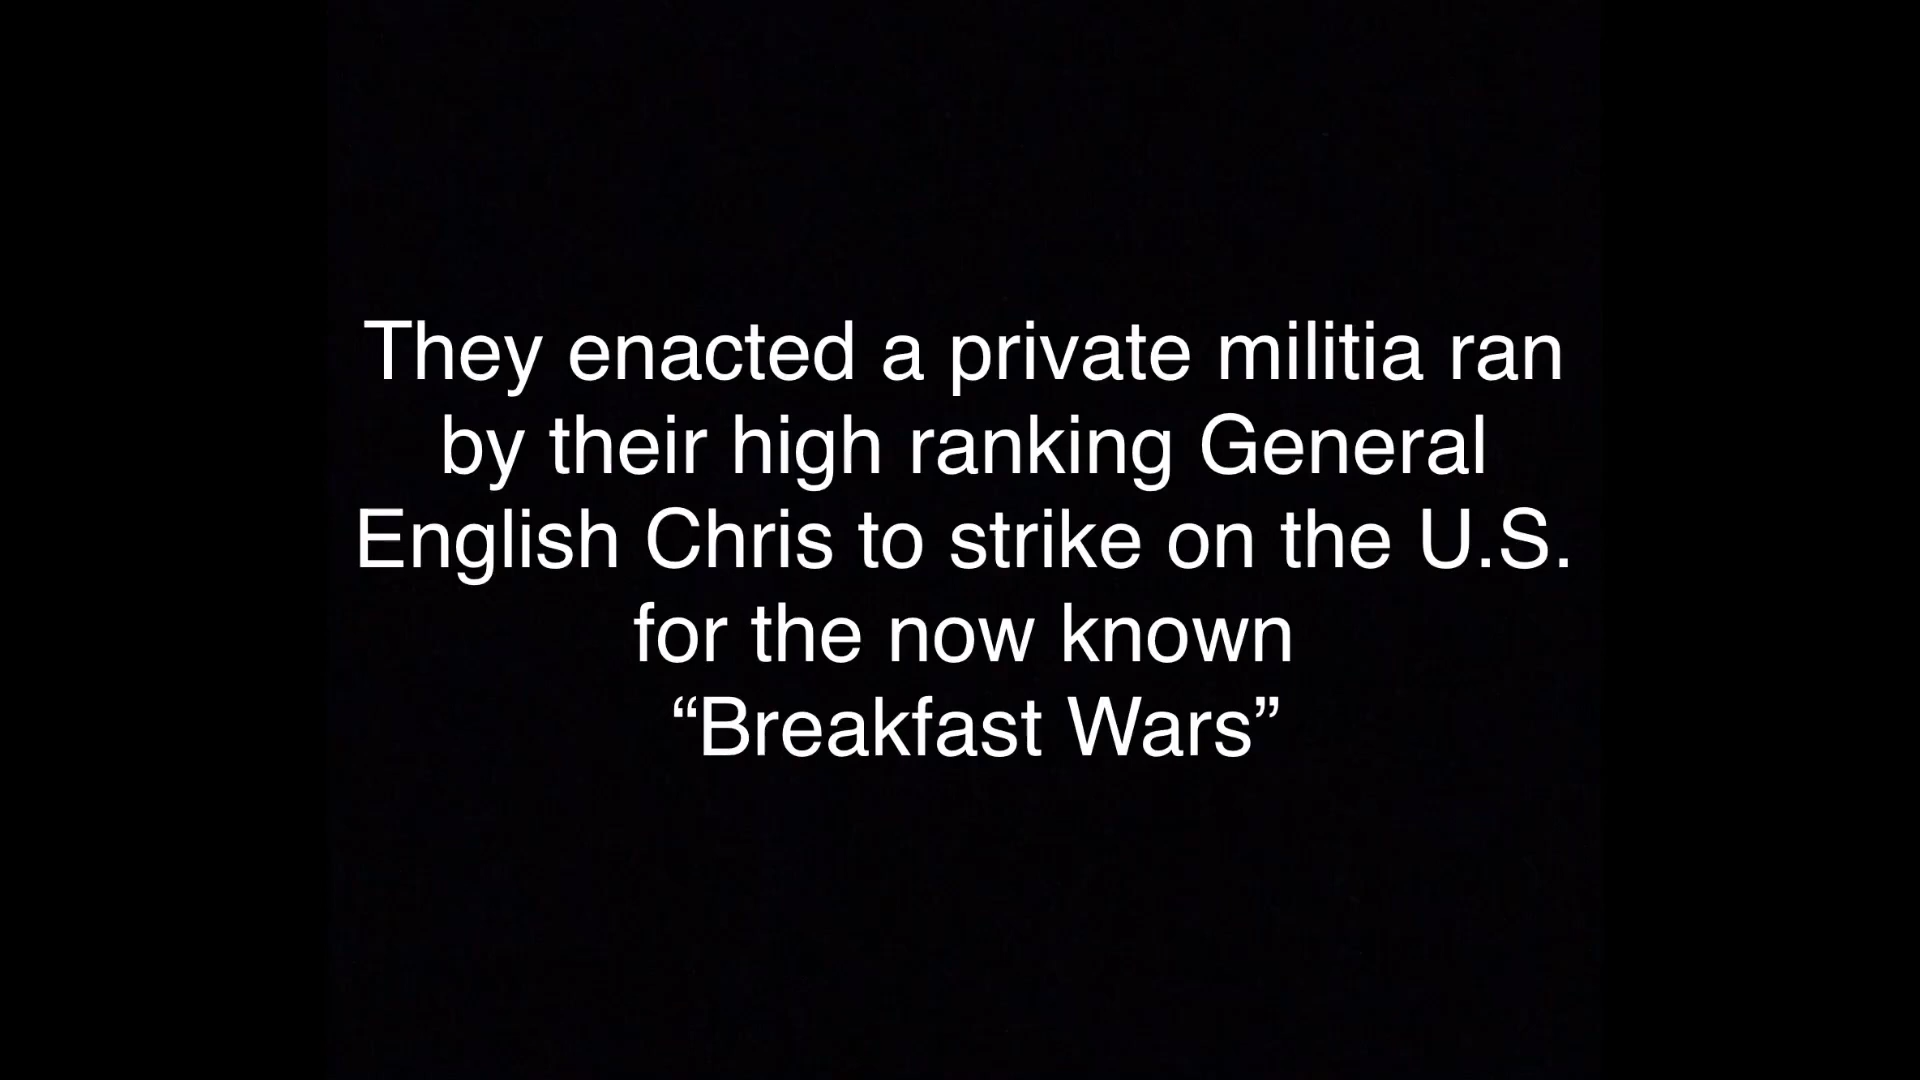 They enacted a private militia ran
by their high ranking General
English Chris to strike on the U.S.
for the now known
“Breakfast Wars”